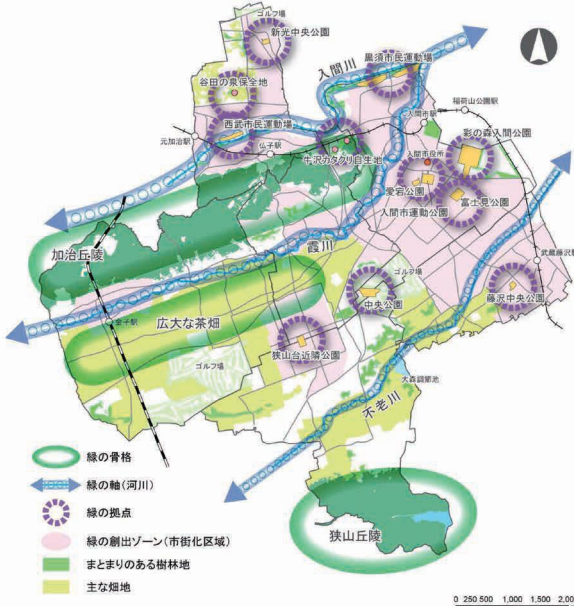 ゴルフ場
新光中央公園
谷田の泉保全地
入間川
黒須市民運動場
西武市民運動場
元加治駅
仏子駅
牛沢カタクリ自生地
入間市駅
稲荷山公園駅
彩の森入間公園
入間市役所
愛宕公園
富士見公園
入間市運動公園
加治丘陵
霞川
武蔵藤沢駅
ゴルフ場
藤沢中央公園
金子駅
広大な茶畑
中央公園
狭山台近隣公園
ゴルフ場
大森調節池
不老川
狭山丘陵
緑の骨格
緑の軸(河川)
緑の拠点
緑の創出ゾーン(市街化区域)
まとまりのある樹林地
主な畑地
0 250 500 1,000 1,500 2,00